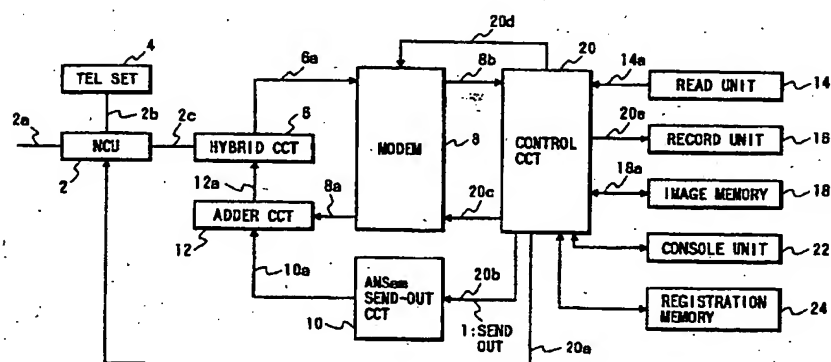 20d
4
6a
20
TEL SET
8b
14a
READ UNIT
14
2a
2b
2c
6
20e
RECORD UNIT
16
NCU
HYBRID CCT
MODEM
8
CONTROL
CCT
2
12a
8a
18a
IMAGE MEMORY
18
ADDER CCT
20c
12
CONSOLE UNIT
22
10a
ANSam
SEND-OUT
CCT
20b
10
1:SEND
OUT
REGISTRATION
MEMORY
24
20a